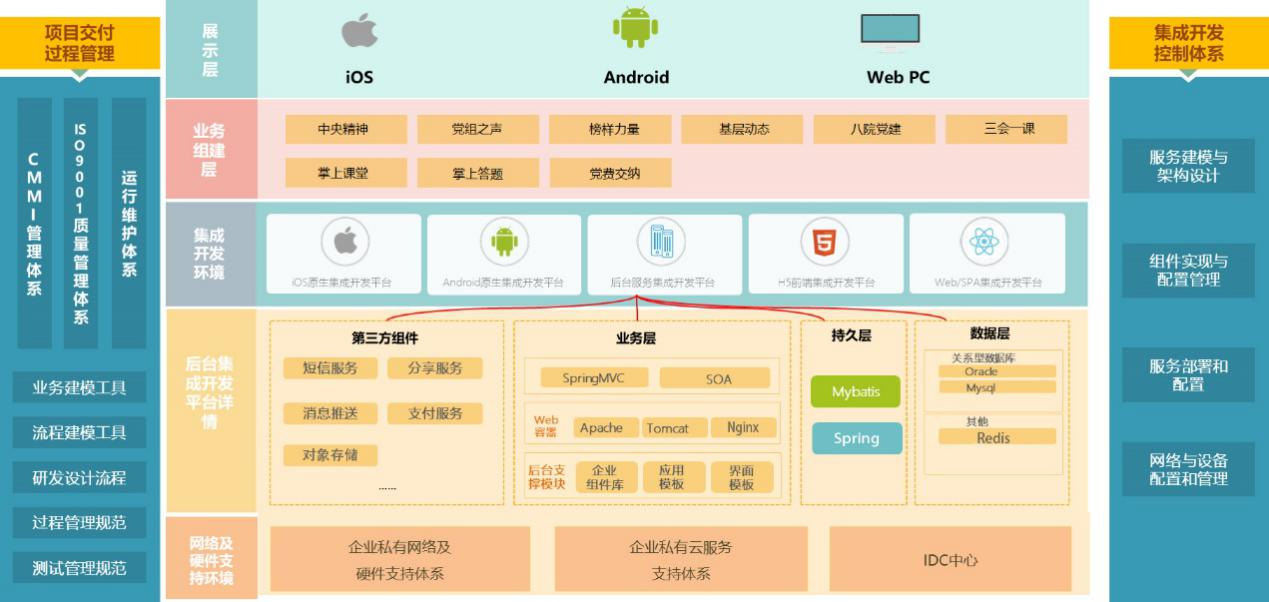 项目交付
过程管理
CMMI管理体系
ISO9001质量管理体系
运行维护体系
业务建模工具
流程建模工具
研发设计流程
过程管理规范
测试管理规范
展示层
iOS
Android
Web PC
业务
组建
层
中央精神
党组之声
榜样力量
基层动态
八院党建
三会一课
掌上课堂
掌上答题
党费交纳
集成
开发
环境
iOS原生集成开发平台
Android原生集成开发平台
后台服务集成开发平台
H5前端集成开发平台
Web/SPA集成开发平台
后台集
成开发
平台详
情
第三方组件
短信服务
分享服务
消息推送
支付服务
对象存储
......
业务层
SpringMVC
SOA
Web
容器
Apache
Tomcat
Nginx
后台支
撑模块
企业
组件库
应用
模板
界面
模板
持久层
Mybatis
Spring
数据层
关系型数据库
Oracle
Mysql
其他
Redis
网络及
硬件支
持环境
企业私有网络及
硬件支持体系
企业私有云服务
支持体系
IDC中心
集成开发
控制体系
服务建模与
架构设计
组件实现与
配置管理
服务部署和
配置
网络与设备
配置和管理